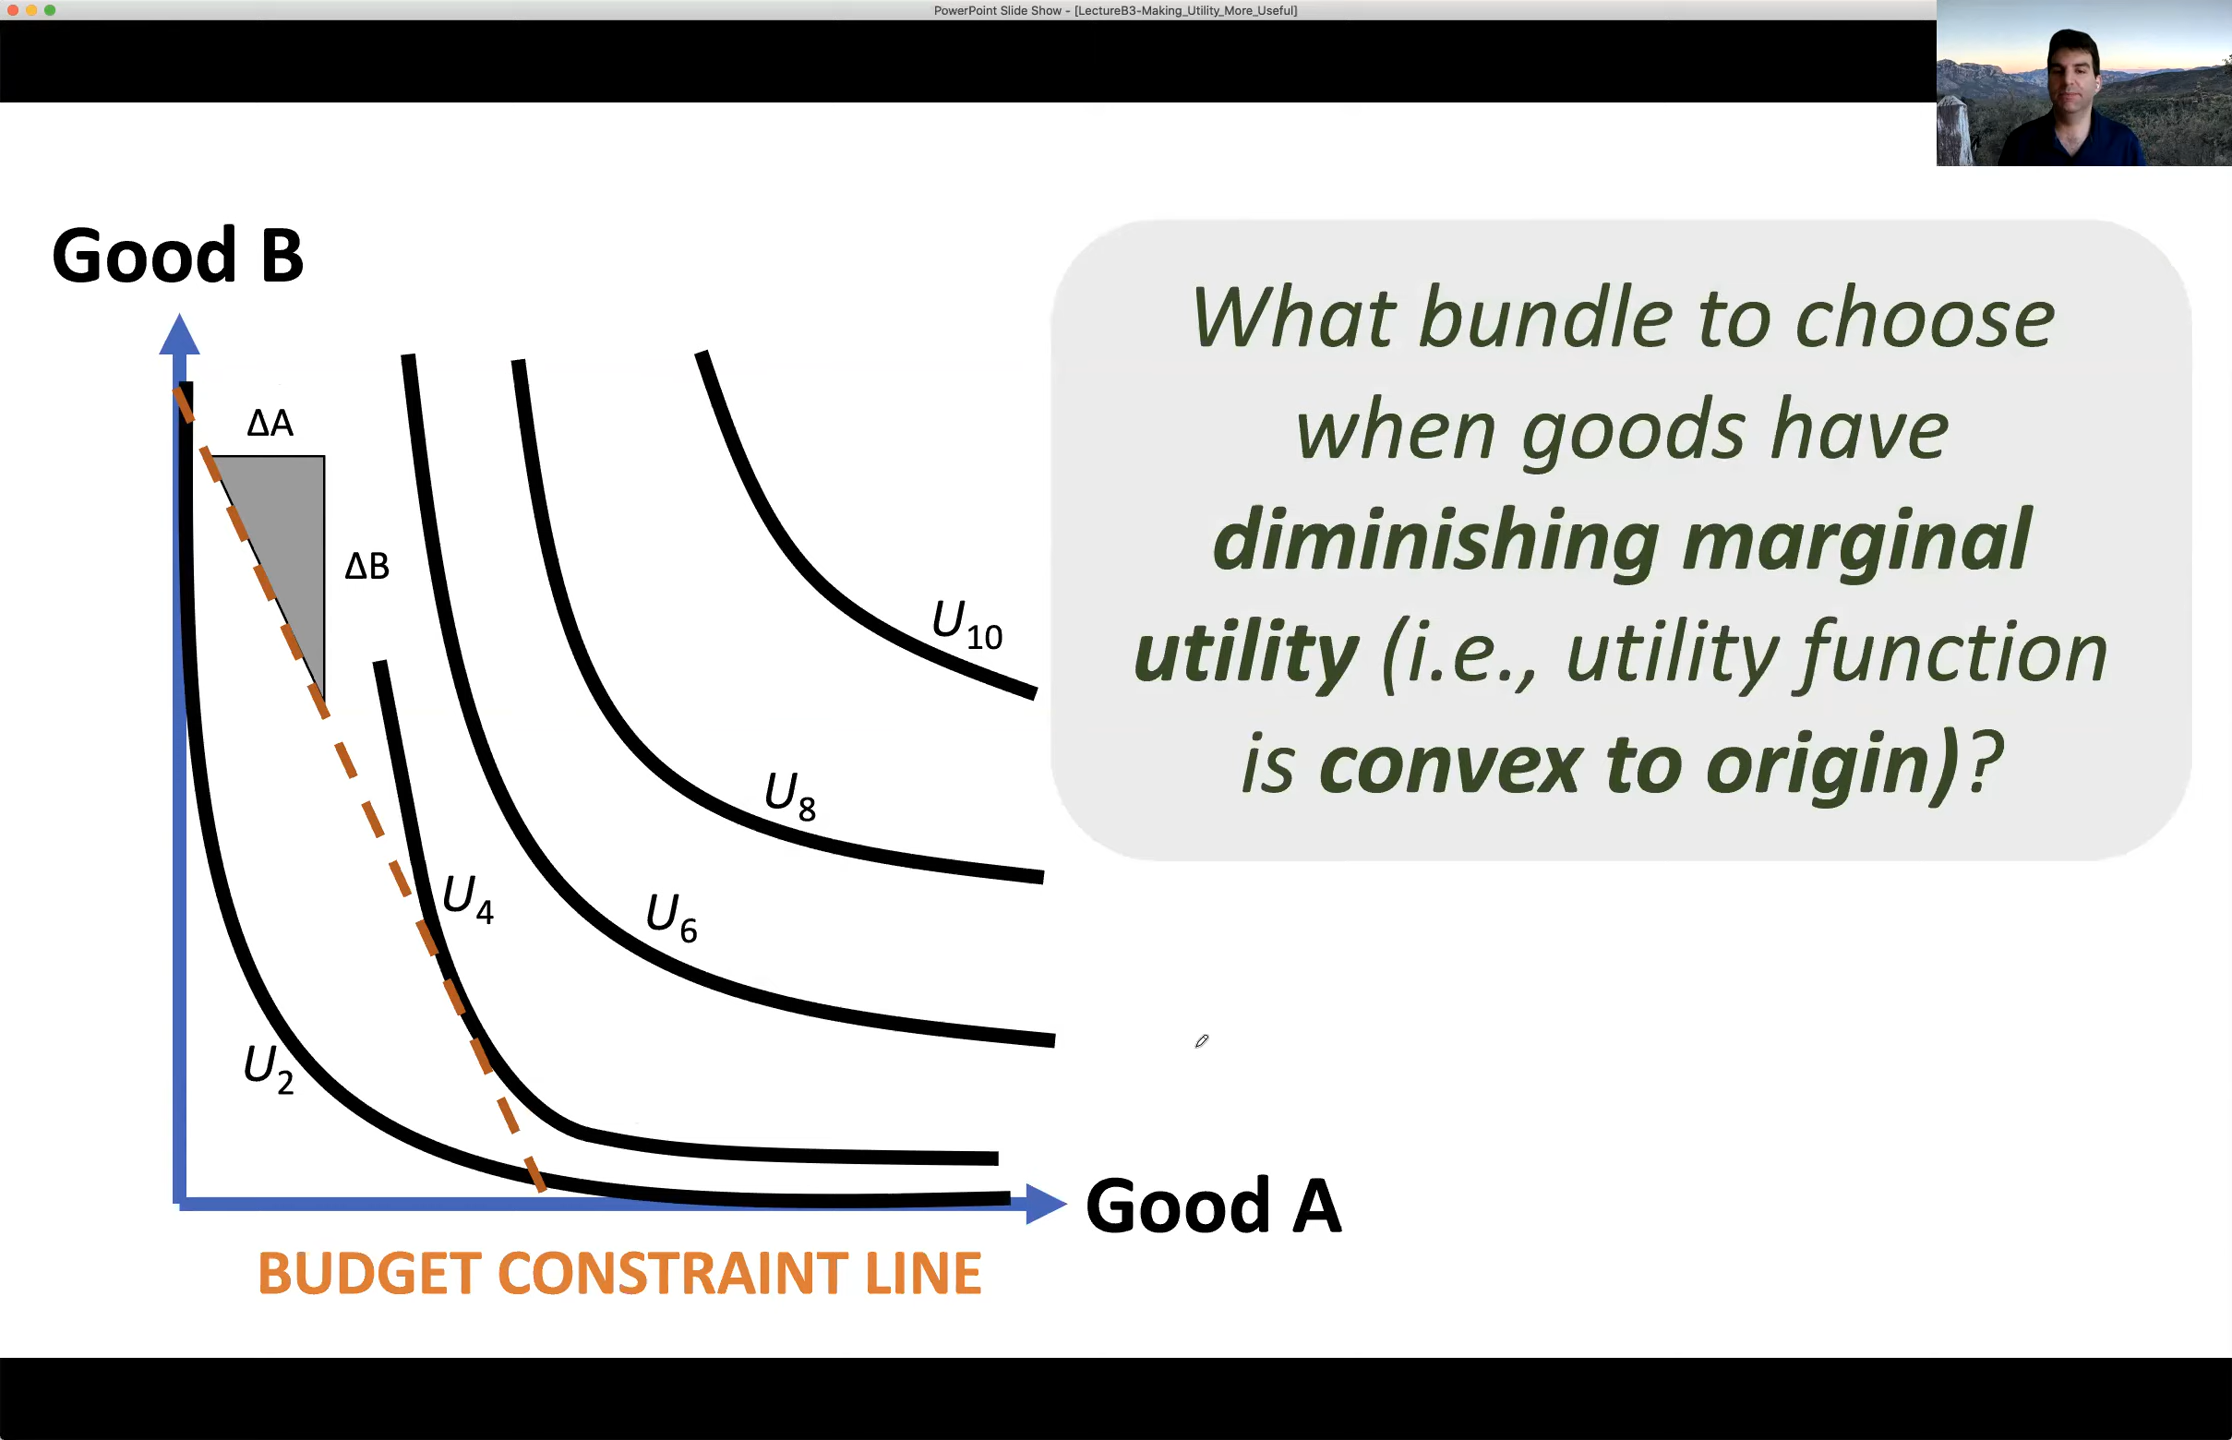 PowerPoint Slide Show - [LectureB3-Making_Utility_More_Useful]
Good B
ΔA
ΔB
U10
U8
U4
U6
U2
Good A
BUDGET CONSTRAINT LINE
What bundle to choose
when goods have
diminishing marginal
utility (i.e., utility function
is convex to origin)?